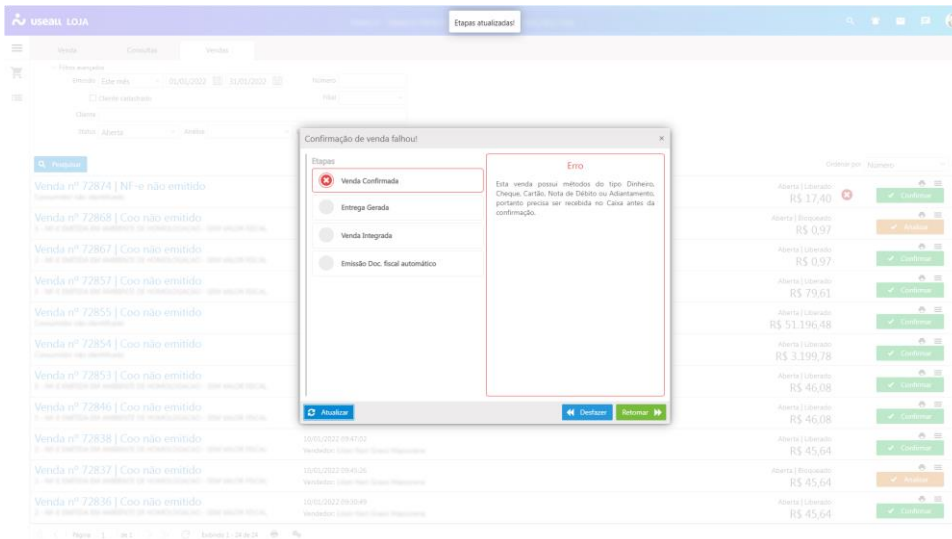 useall LOJA
Etapas atualizadas!
Venda Consultas Vendas
Filtros avançados
Este mês 01/01/2022 31/01/2022 Número
Cliente cadastrado Filial
Cliente
Status Aberta Análise
Pesquisar
Ordenar por Número
Confirmação de venda falhou! ×
Etapas
Venda Confirmada
Entrega Gerada
Venda Integrada
Emissão Doc. fiscal automático
Erro
Esta venda possui métodos do tipo Dinheiro,
Cheque, Cartão, Nota de Débito ou Adiantamento,
portanto precisa ser recebida no Caixa antes da
confirmação.
Atualizar Desfazer Retomar
Venda nº 72874 | Nf-e não emitido
Aberta | Liberado
R$ 17,40 Confirmar
Venda nº 72868 | Coo não emitido
Aberta | Bloqueado
R$ 0,97 Analisar
Venda nº 72867 | Coo não emitido
Aberta | Liberado
R$ 0,97 Confirmar
Venda nº 72857 | Coo não emitido
Aberta | Liberado
R$ 79,61 Confirmar
Venda nº 72855 | Coo não emitido
Aberta | Liberado
R$ 51.196,48 Confirmar
Venda nº 72854 | Coo não emitido
Aberta | Liberado
R$ 3.199,78 Confirmar
Venda nº 72853 | Coo não emitido
Aberta | Liberado
R$ 46,08 Confirmar
Venda nº 72846 | Coo não emitido
Aberta | Liberado
R$ 46,08 Confirmar
Venda nº 72838 | Coo não emitido
10/01/2022 09:47:02
Vendedor:
Aberta | Liberado
R$ 45,64 Confirmar
Venda nº 72837 | Coo não emitido
10/01/2022 09:45:26
Vendedor:
Aberta | Bloqueado
R$ 45,64 Analisar
Venda nº 72836 | Coo não emitido
10/01/2022 09:30:49
Vendedor:
Aberta | Liberado
R$ 45,64 Confirmar
Página 1 de 1 Exibindo 1 - 24 de 24